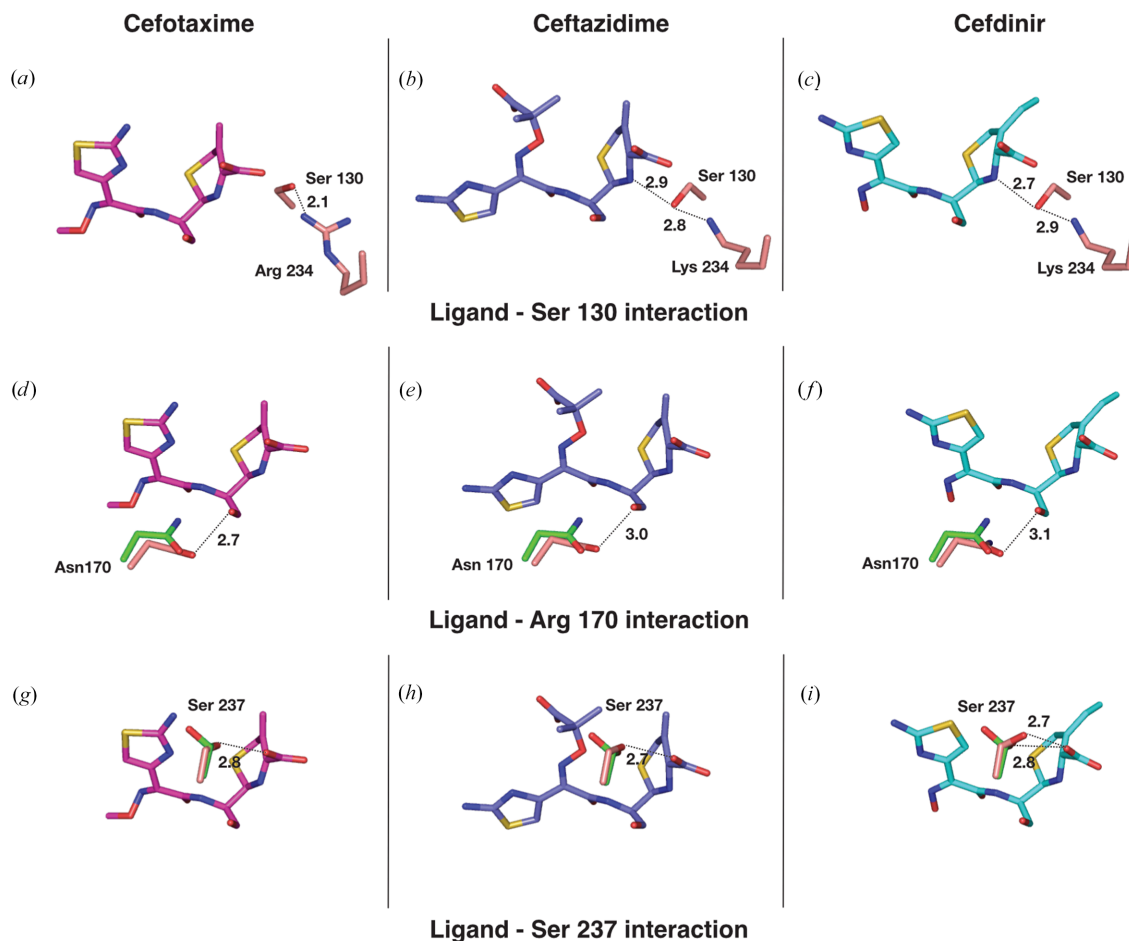 Cefotaxime
Ceftazidime
Cefdinir
(a)
(b)
(c)
Ser 130
2.1
Arg 234
2.9
Ser 130
2.8
Lys 234
2.7
Ser 130
2.9
Lys 234
Ligand - Ser 130 interaction
(d)
(e)
(f)
2.7
Asn170
3.0
Asn 170
3.1
Asn170
Ligand - Arg 170 interaction
(g)
(h)
(i)
Ser 237
2.8
Ser 237
2.7
Ser 237
2.7
2.8
Ligand - Ser 237 interaction